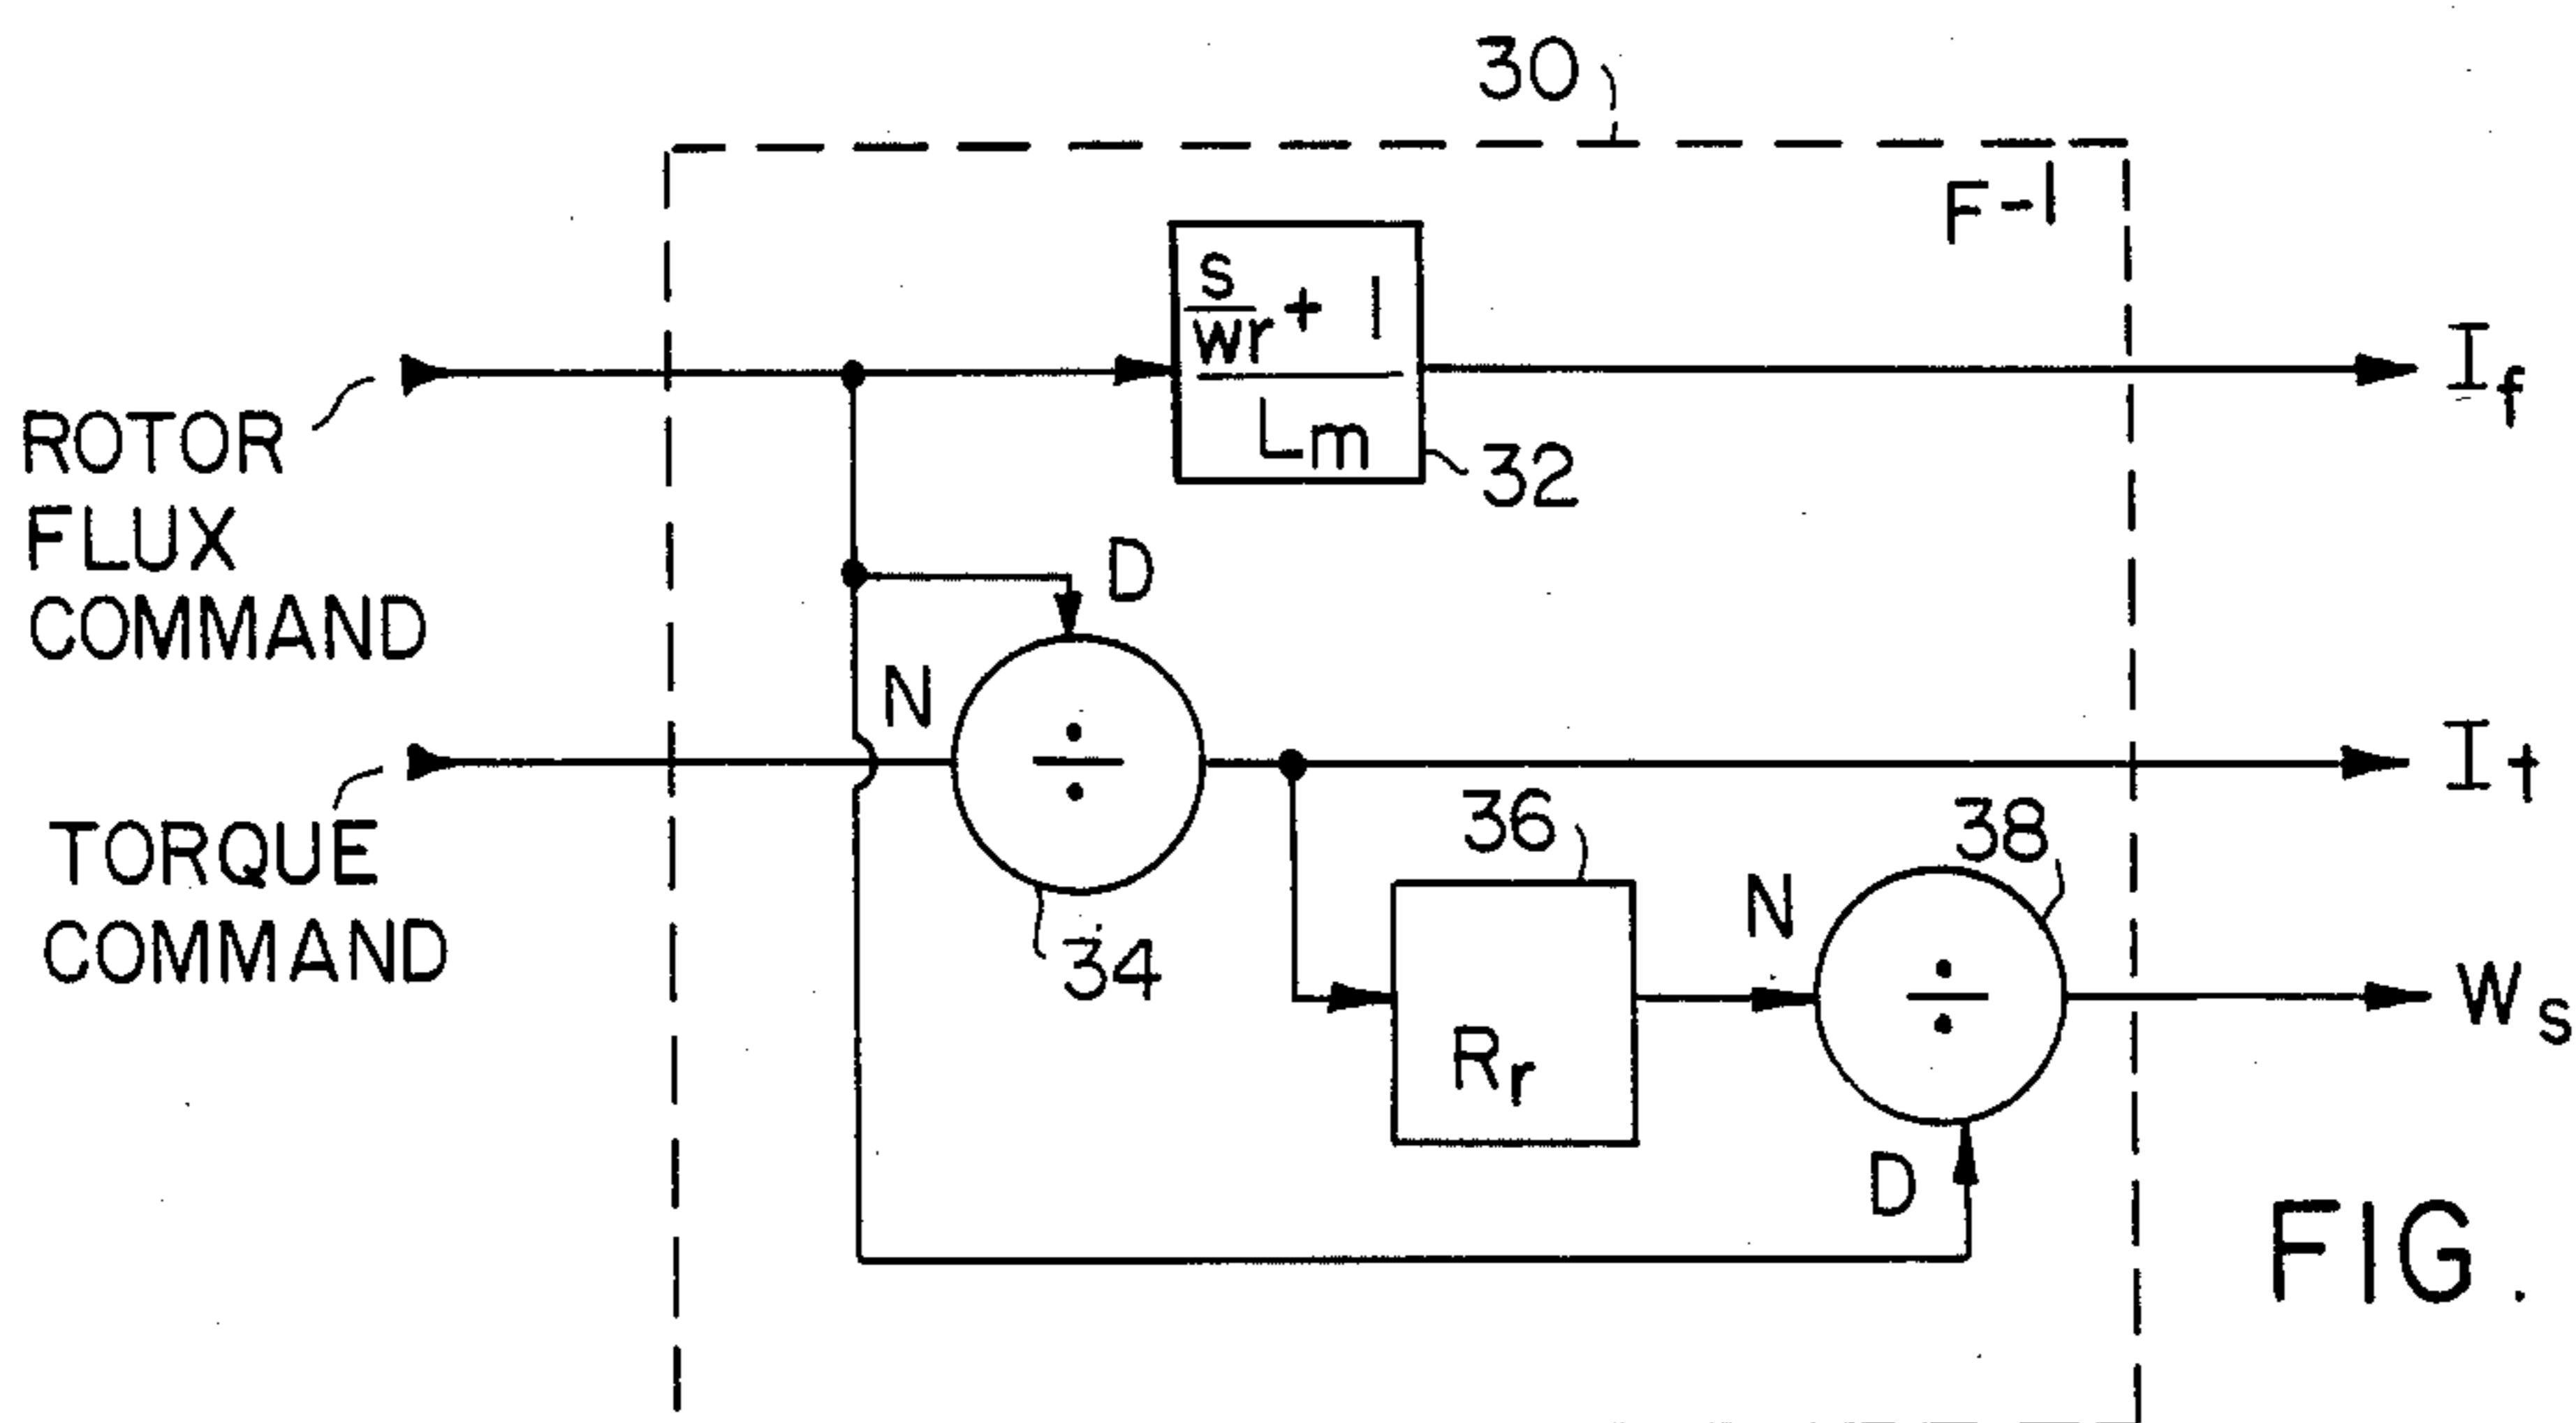 30
F-1
s
wr + 1
Lm
32
If
ROTOR
FLUX
COMMAND
D
N
÷
34
It
TORQUE
COMMAND
36
Rr
N
38
÷
D
Ws
FIG.